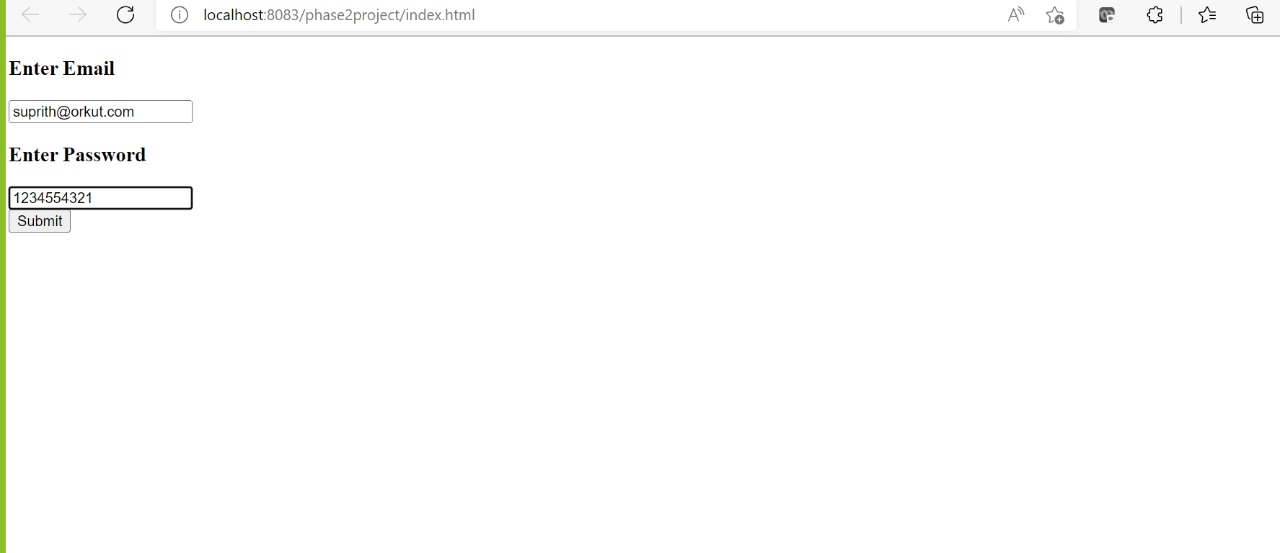 localhost:8083/phase2project/index.html
Enter Email
suprith@orkut.com
Enter Password
1234554321
Submit